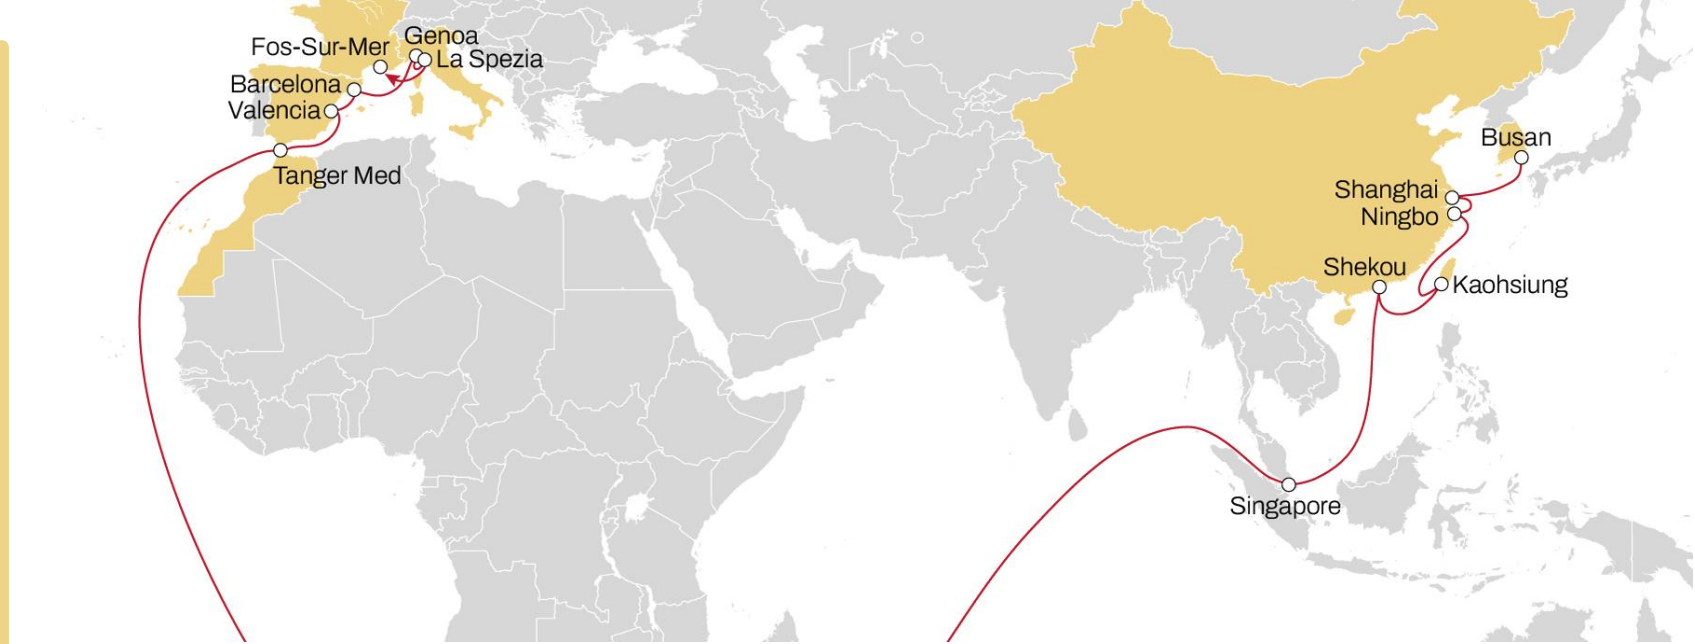 Genoa
Fos-Sur-Mer
La Spezia
Barcelona
Valencia
Busan
Tanger Med
Shanghai
Ningbo
Shekou
Kaohsiung
Singapore